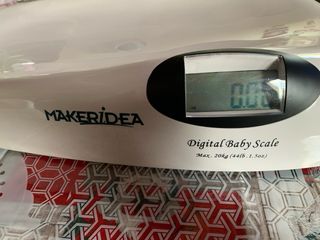 MAKERiDEA
0.00
Digital Baby Scale
Max. 20kg (44lb. 1.5oz)